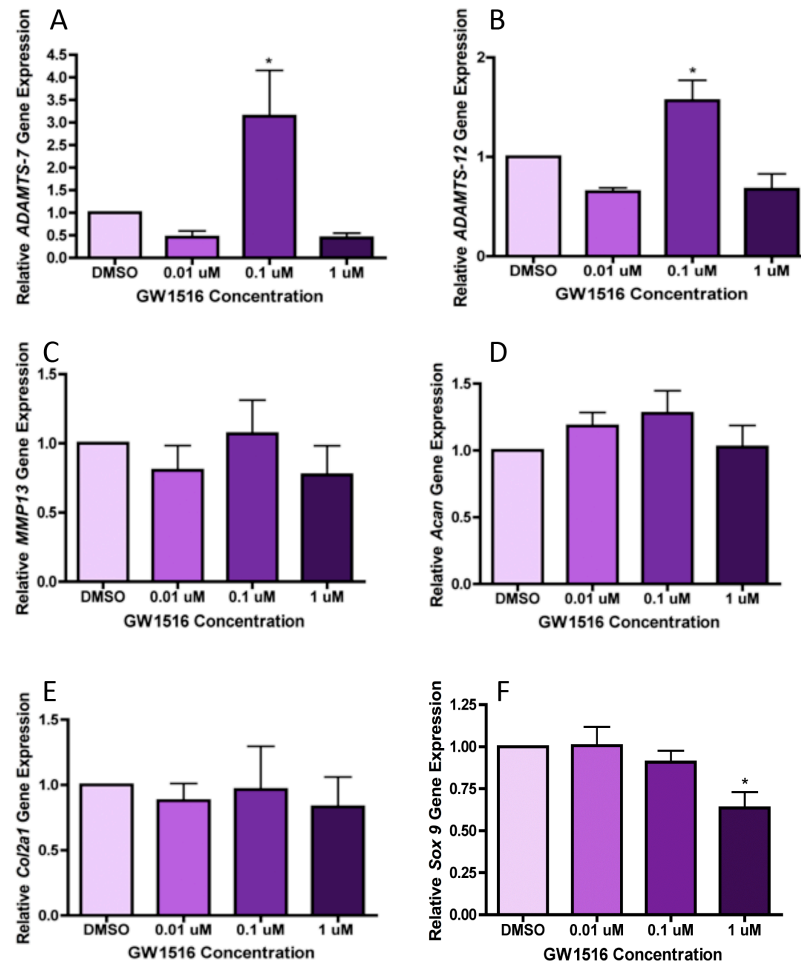 A
Relative ADAMTS-7 Gene Expression
4.5
4.0
3.5
3.0
2.5
2.0
1.5
1.0
0.5
0.0
*
DMSO 0.01 uM 0.1 uM 1 uM
GW1516 Concentration
B
Relative ADAMTS-12 Gene Expression
2
1
0
*
DMSO 0.01 uM 0.1 uM 1 uM
GW1516 Concentration
C
Relative MMP13 Gene Expression
1.5
1.0
0.5
0.0
DMSO 0.01 uM 0.1 uM 1 uM
GW1516 Concentration
D
Relative Acan Gene Expression
1.5
1.0
0.5
0.0
DMSO 0.01 uM 0.1 uM 1 uM
GW1516 Concentration
E
Relative Col2a1 Gene Expression
1.5
1.0
0.5
0.0
DMSO 0.01 uM 0.1 uM 1 uM
GW1516 Concentration
F
Relative Sox 9 Gene Expression
1.25
1.00
0.75
0.50
0.25
0.00
*
DMSO 0.01 uM 0.1 uM 1 uM
GW1516 Concentration